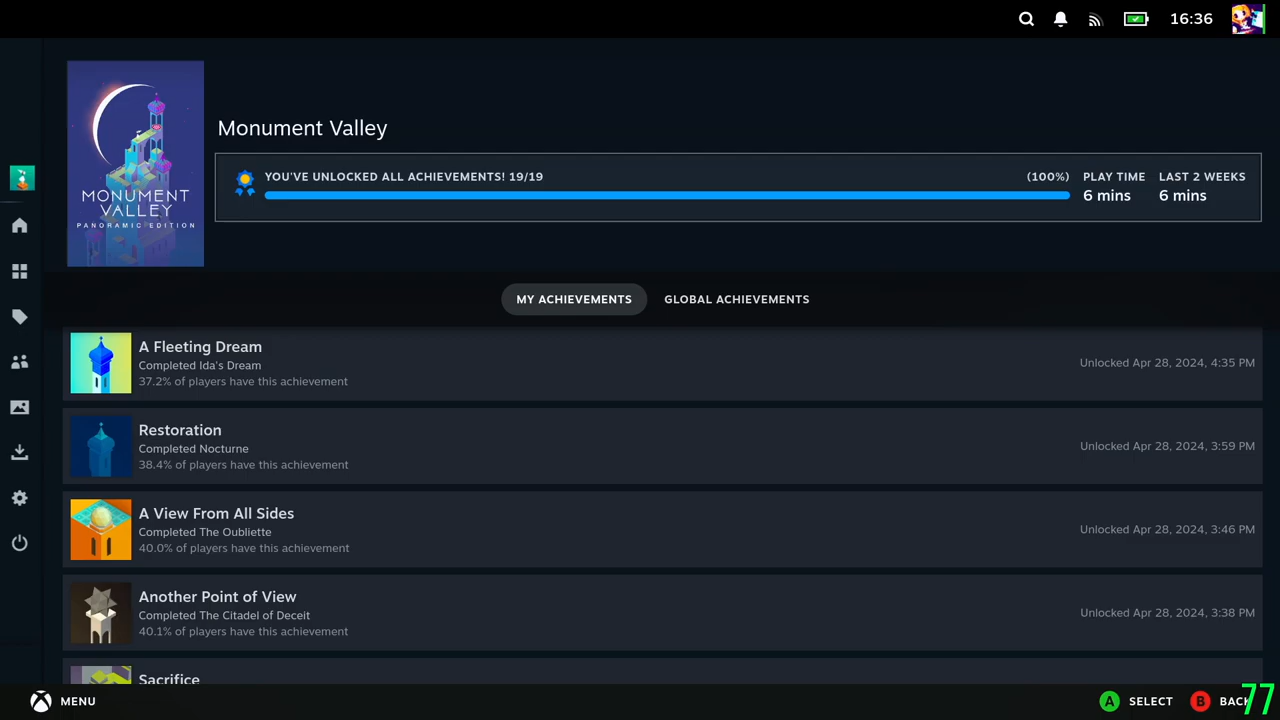 16:36
MONUMENT
VALLEY
PANORAMIC EDITION
Monument Valley
YOU'VE UNLOCKED ALL ACHIEVEMENTS! 19/19
(100%)
PLAY TIME
6 mins
LAST 2 WEEKS
6 mins
MY ACHIEVEMENTS
GLOBAL ACHIEVEMENTS
A Fleeting Dream
Completed Ida's Dream
37.2% of players have this achievement
Unlocked Apr 28, 2024, 4:35 PM
Restoration
Completed Nocturne
38.4% of players have this achievement
Unlocked Apr 28, 2024, 3:59 PM
A View From All Sides
Completed The Oubliette
40.0% of players have this achievement
Unlocked Apr 28, 2024, 3:46 PM
Another Point of View
Completed The Citadel of Deceit
40.1% of players have this achievement
Unlocked Apr 28, 2024, 3:38 PM
Sacrifice
MENU
A SELECT
B BACK
77